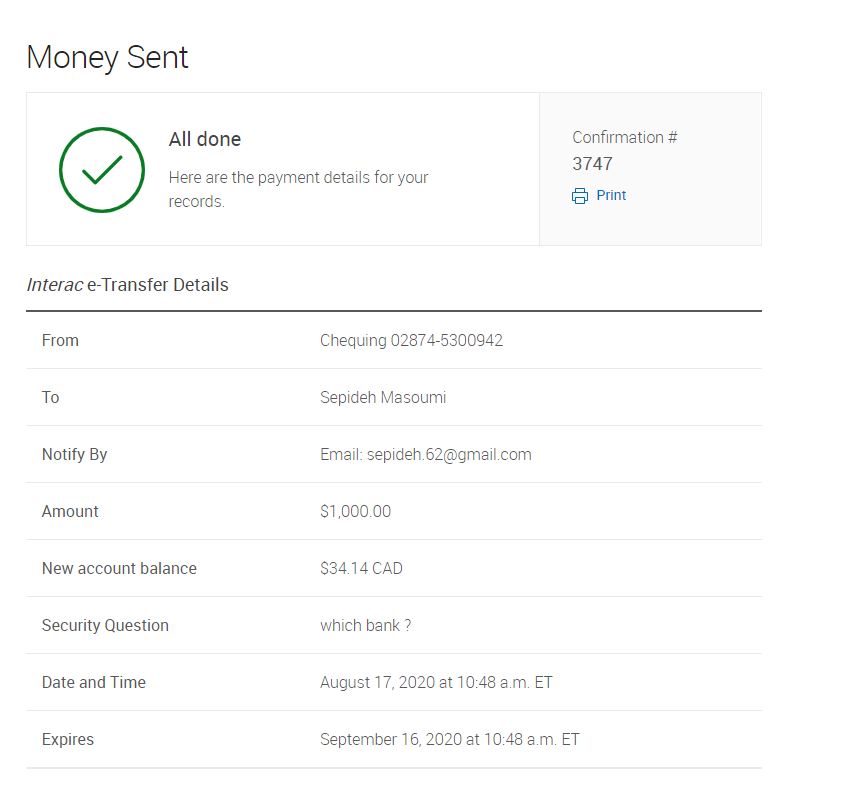 Money Sent
All done
Here are the payment details for your
records.
Confirmation #
3747
Print
Interac e-Transfer Details
From Chequing 02874-5300942
To Sepideh Masoumi
Notify By Email: sepideh.62@gmail.com
Amount $1,000.00
New account balance $34.14 CAD
Security Question which bank ?
Date and Time August 17, 2020 at 10:48 a.m. ET
Expires September 16, 2020 at 10:48 a.m. ET